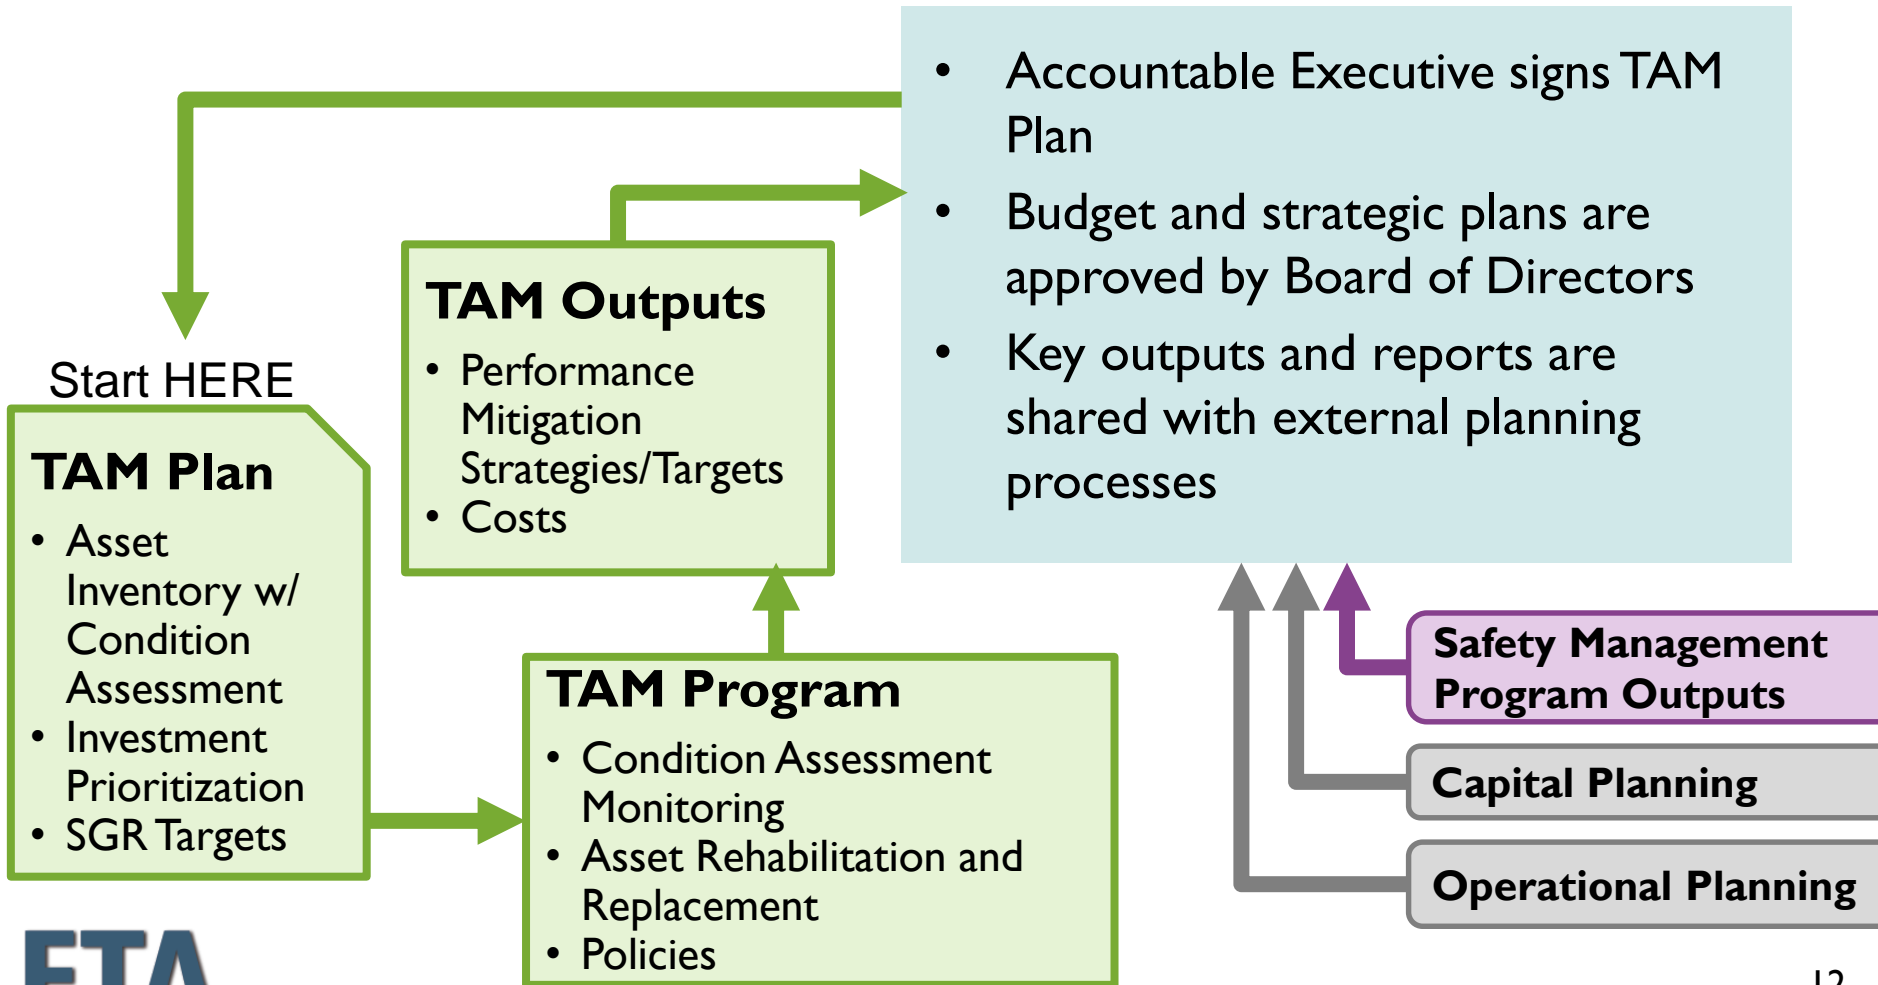 Start HERE
TAM Plan
• Asset
Inventory w/
Condition
Assessment
• Investment
Prioritization
• SGR Targets
TAM Program
• Condition Assessment
Monitoring
• Asset Rehabilitation and
Replacement
• Policies
TAM Outputs
• Performance
Mitigation
Strategies/Targets
• Costs
• Accountable Executive signs TAM
Plan
• Budget and strategic plans are
approved by Board of Directors
• Key outputs and reports are
shared with external planning
processes
Safety Management
Program Outputs
Capital Planning
Operational Planning
12